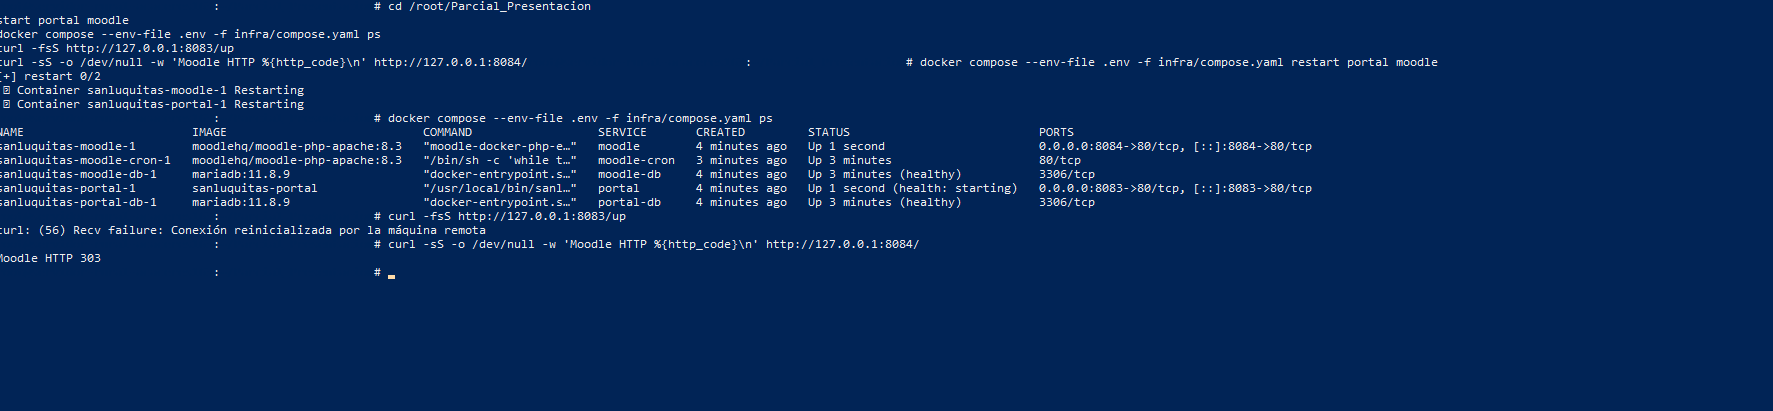 : # cd /root/Parcial_Presentacion
start portal moodle
docker compose --env-file .env -f infra/compose.yaml ps
curl -fsS http://127.0.0.1:8083/up
curl -sS -o /dev/null -w 'Moodle HTTP %{http_code}\n' http://127.0.0.1:8084/ : # docker compose --env-file .env -f infra/compose.yaml restart portal moodle
[+] restart 0/2
Container sanluquitas-moodle-1 Restarting
Container sanluquitas-portal-1 Restarting
: # docker compose --env-file .env -f infra/compose.yaml ps
NAME IMAGE COMMAND SERVICE CREATED STATUS PORTS
sanluquitas-moodle-1 moodlehq/moodle-php-apache:8.3 "moodle-docker-php-e…" moodle 4 minutes ago Up 1 second 0.0.0.0:8084->80/tcp, [::]:8084->80/tcp
sanluquitas-moodle-cron-1 moodlehq/moodle-php-apache:8.3 "/bin/sh -c 'while t…" moodle-cron 3 minutes ago Up 3 minutes 80/tcp
sanluquitas-moodle-db-1 mariadb:11.8.9 "docker-entrypoint.s…" moodle-db 4 minutes ago Up 3 minutes (healthy) 3306/tcp
sanluquitas-portal-1 sanluquitas-portal "/usr/local/bin/sanl…" portal 4 minutes ago Up 1 second (health: starting) 0.0.0.0:8083->80/tcp, [::]:8083->80/tcp
sanluquitas-portal-db-1 mariadb:11.8.9 "docker-entrypoint.s…" portal-db 4 minutes ago Up 3 minutes (healthy) 3306/tcp
: # curl -fsS http://127.0.0.1:8083/up
curl: (56) Recv failure: Conexión reinicializada por la máquina remota
: # curl -sS -o /dev/null -w 'Moodle HTTP %{http_code}\n' http://127.0.0.1:8084/
Moodle HTTP 303
: #